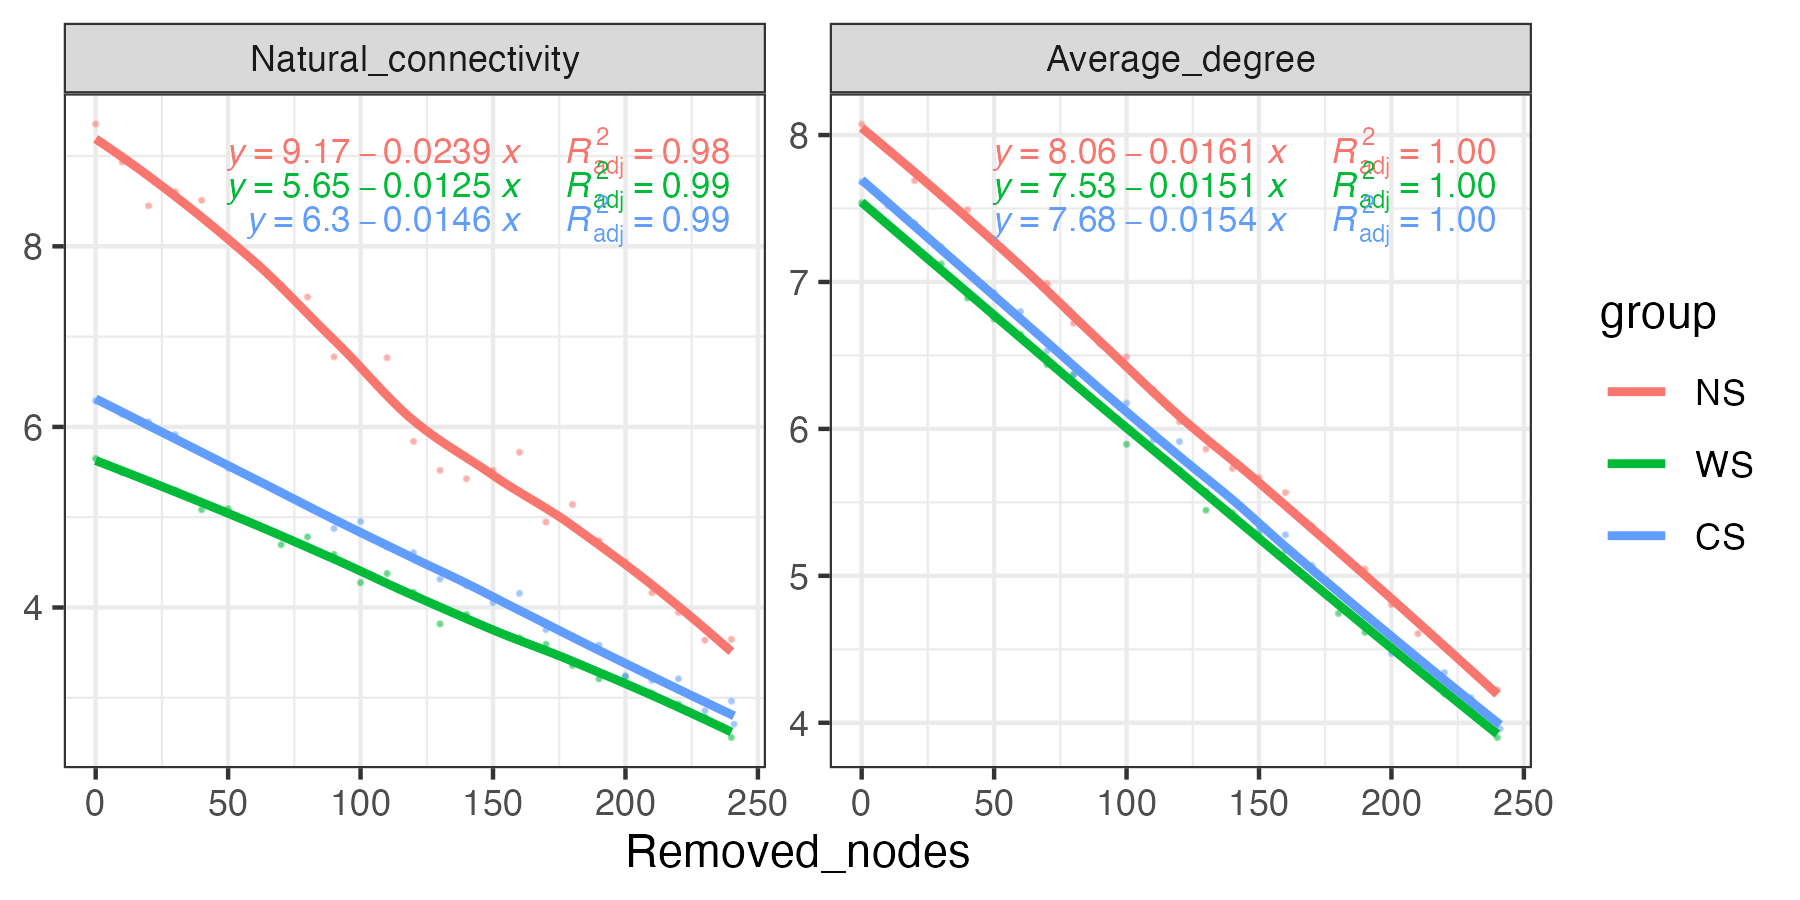 Natural_connectivity
y = 9.17 – 0.0239 x R²adj = 0.98
y = 5.65 – 0.0125 x R²adj = 0.99
y = 6.3 – 0.0146 x R²adj = 0.99
8
6
4
0 50 100 150 200 250
Average_degree
y = 8.06 – 0.0161 x R²adj = 1.00
y = 7.53 – 0.0151 x R²adj = 1.00
y = 7.68 – 0.0154 x R²adj = 1.00
8
7
6
5
4
0 50 100 150 200 250
Removed_nodes
group
NS
WS
CS